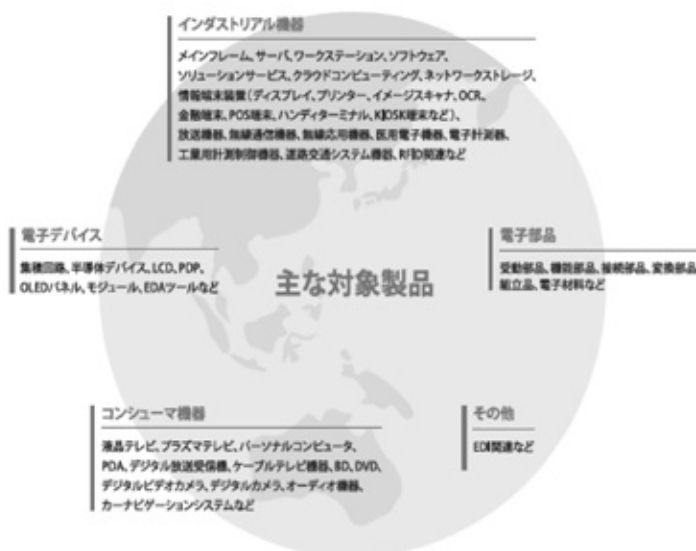 インダストリアル機器
メインフレーム、サーバ、ワークステーション、ソフトウェア、
ソリューションサービス、クラウドコンピューティング、ネットワークストレージ、
情報端末装置（ディスプレイ、プリンター、イメージスキャナ、OCR、
金融端末、POS端末、ハンディターミナル、KIOSK端末など）、
放送機器、無線通信機器、無線応用機器、医用電子機器、電子計測器、
工業用計測制御機器、道路交通システム機器、RFID関連など
電子デバイス
集積回路、半導体デバイス、LCD、PDP、
OLEDパネル、モジュール、EDAツールなど
主な対象製品
電子部品
受動部品、機能部品、接続部品、変換部品
組立品、電子材料など
コンシューマ機器
液晶テレビ、プラズマテレビ、パーソナルコンピュータ、
PDA、デジタル放送受信機、ケーブルテレビ機器、BD、DVD、
デジタルビデオカメラ、デジタルカメラ、オーディオ機器、
カーナビゲーションシステムなど
その他
EDI関連など